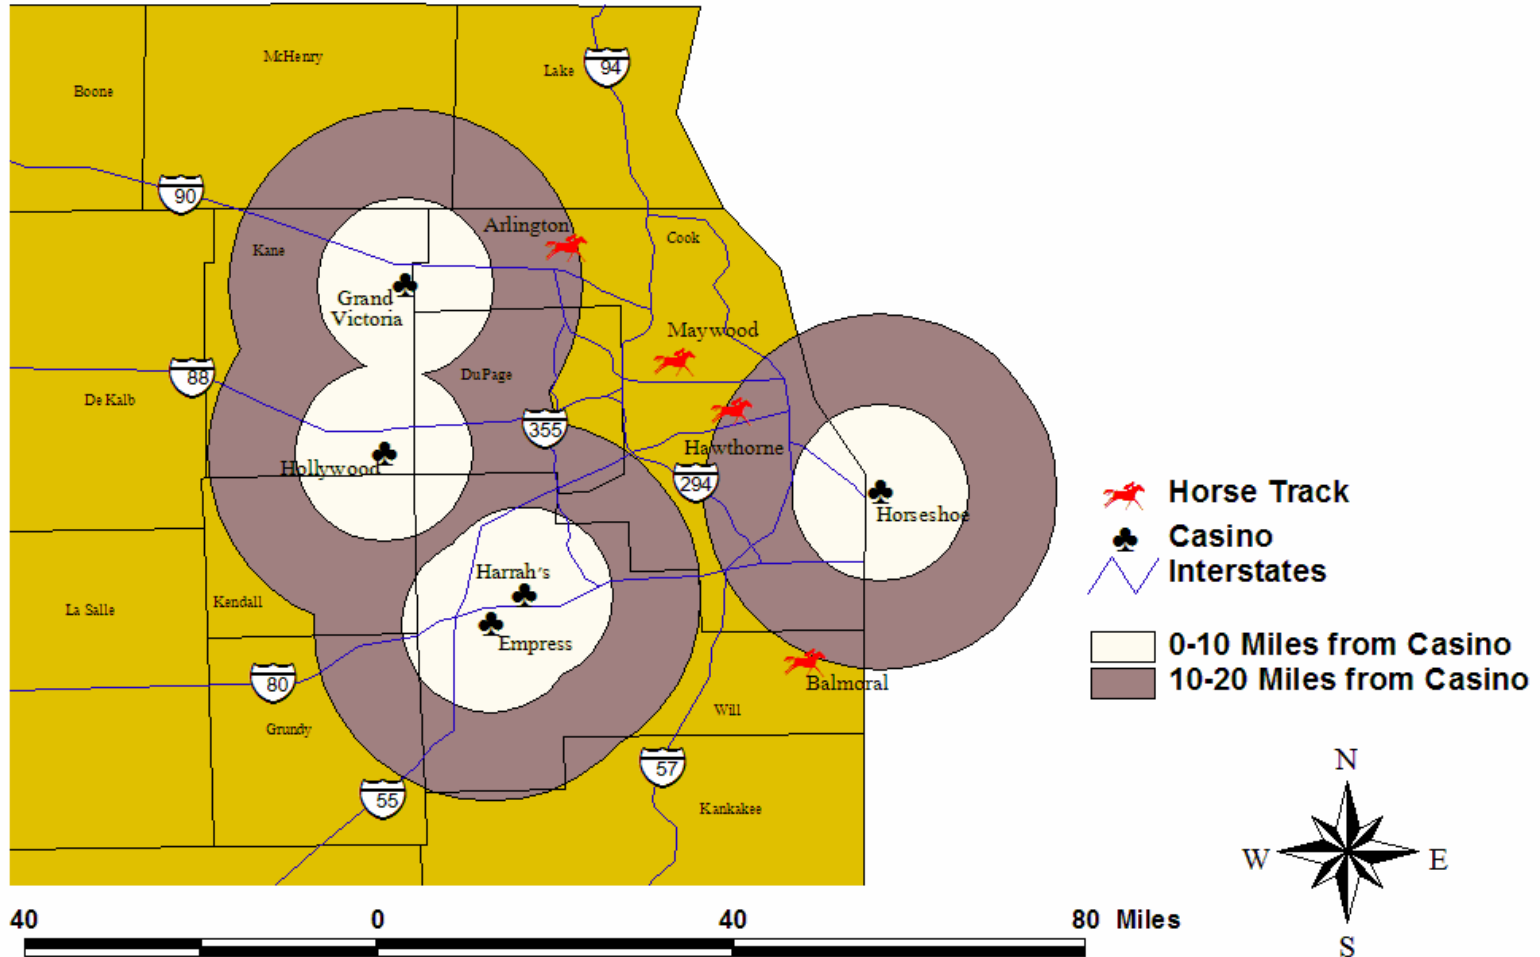 McHenry
Lake
94
Boone
90
Arlington
Cook
Kane
Grand
Victoria
Maywood
88
DuPage
De Kalb
355
Hawthorne
Hollywood
294
Horseshoe
Harrah's
Kendall
La Salle
Empress
80
Balmoral
Will
Grundy
57
55
Kankakee
Horse Track
Casino
Interstates
0-10 Miles from Casino
10-20 Miles from Casino
N
W
E
S
40 0 40 80 Miles